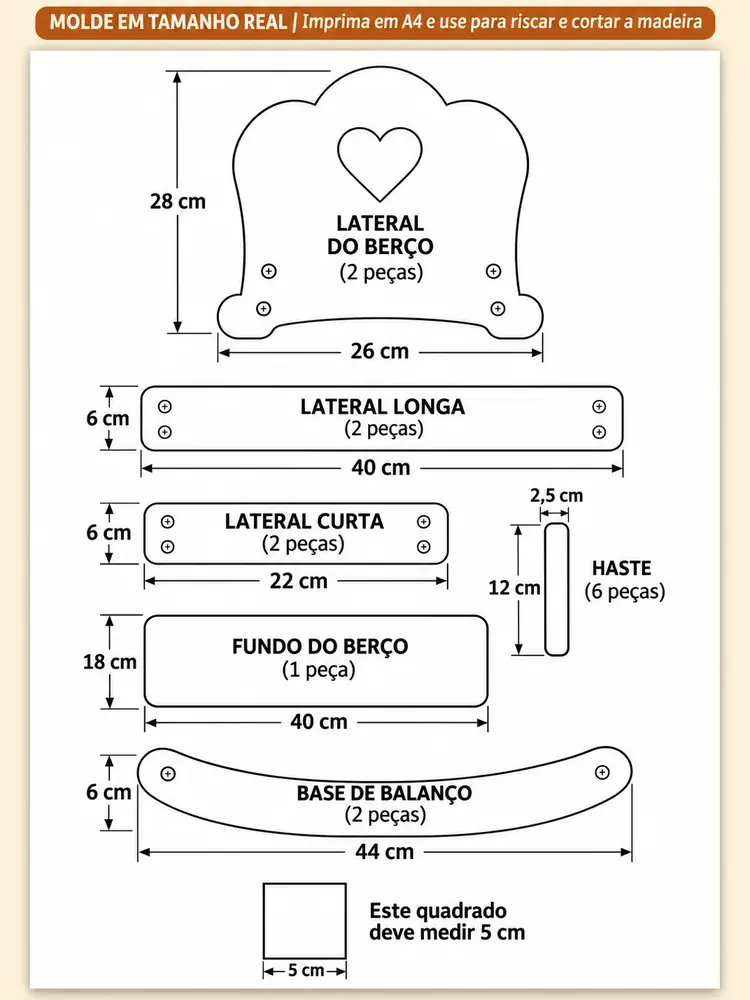 MOLDE EM TAMANHO REAL | Imprima em A4 e use para riscar e cortar a madeira
28 cm
LATERAL
DO BERÇO
(2 peças)
26 cm
6 cm
LATERAL LONGA
(2 peças)
40 cm
6 cm
LATERAL CURTA
(2 peças)
22 cm
2,5 cm
12 cm
HASTE
(6 peças)
18 cm
FUNDO DO BERÇO
(1 peça)
40 cm
6 cm
BASE DE BALANÇO
(2 peças)
44 cm
Este quadrado
deve medir 5 cm
5 cm